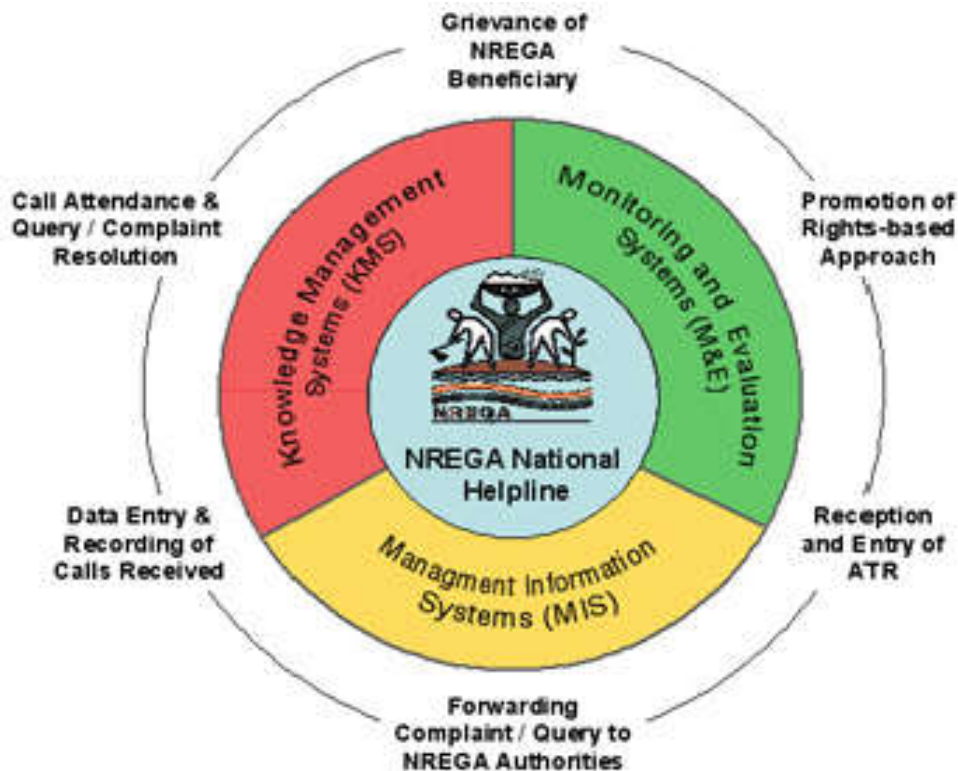 Grievance of
NREGA
Beneficiary
Call Attendance &
Query / Complaint
Resolution
Promotion of
Rights-based
Approach
Knowledge Management
Systems (KMS)
Monitoring and Evaluation
Systems (M&E)
NREGA
NREGA National
Helpline
Data Entry &
Recording of
Calls Received
Reception
and Entry of
ATR
Managment Information
Systems (MIS)
Forwarding
Complaint / Query to
NREGA Authorities